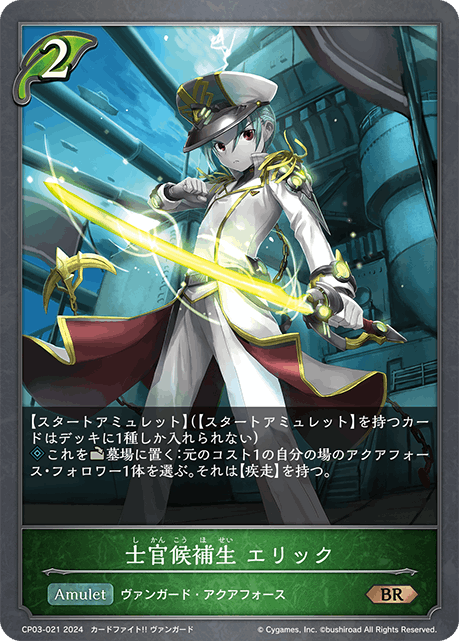 2
【スタートアミュレット】(【スタートアミュレット】を持つカー
ドはデッキに1種しか入れられない)
これを墓場に置く:元のコスト1の自分の場のアクアフォー
ス・フォロワー1体を選ぶ。それは【疾走】を持つ。
しかんこうほせい
士官候補生 エリック
Amulet ヴァンガード・アクアフォース BR
CP03-021 2024 カードファイト!! ヴァンガード © Cygames, Inc. ©bushiroad All Rights Reserved.